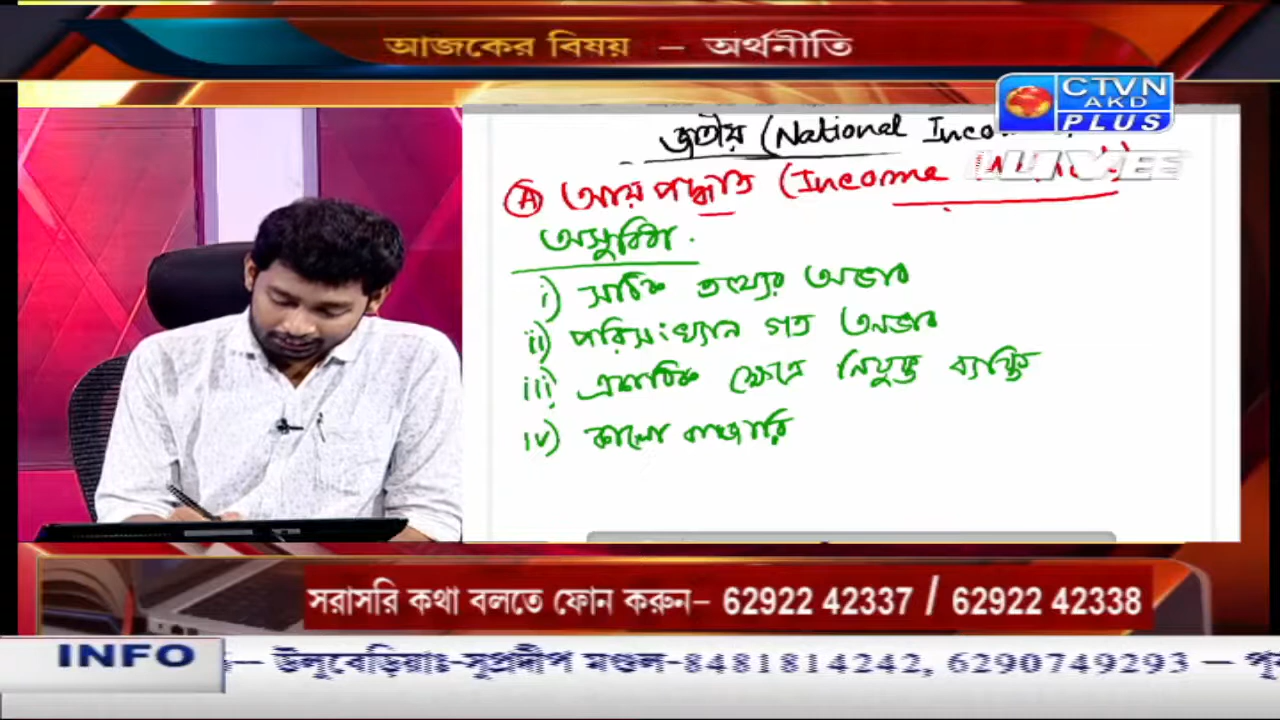 আজকের বিষয় – অর্থনীতি
CTVN
AKD
PLUS
LIVE
জাতীয় (National Inco
A আয় পদ্ধতি (Income
অসুবিধা .
i) সঠিক তথ্যের অভাব
ii) পরিসংখ্যান গত অভাব
iii) একাধিক ক্ষেত্রে নিযুক্ত ব্যক্তি
iv) কালো বাজারি
সরাসরি কথা বলতে ফোন করুন– 62922 42337 / 62922 42338
INFO – উলুবেড়িয়াঃ-সুপ্রদীপ মণ্ডল-8481814242, 6290749293 –